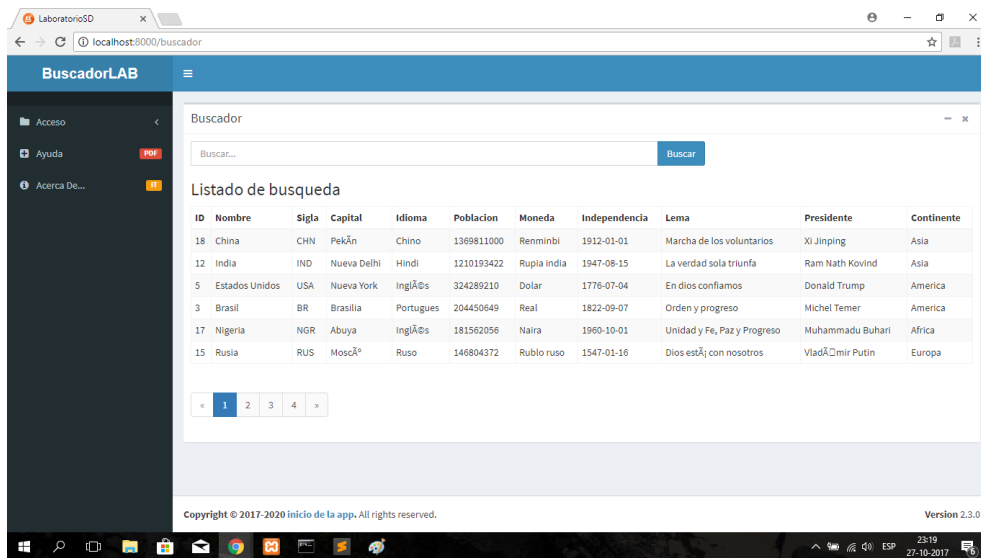 LaboratorioSD
localhost:8000/buscador
BuscadorLAB
Acceso
Ayuda PDF
Acerca De... IT
Buscador
Buscar... Buscar
Listado de busqueda
ID Nombre Sigla Capital Idioma Poblacion Moneda Independencia Lema Presidente Continente
18 China CHN PekÃ­n Chino 1369811000 Renminbi 1912-01-01 Marcha de los voluntarios Xi Jinping Asia
12 India IND Nueva Delhi Hindi 1210193422 Rupia india 1947-08-15 La verdad sola triunfa Ram Nath Kovind Asia
5 Estados Unidos USA Nueva York InglÃ©s 324289210 Dolar 1776-07-04 En dios confiamos Donald Trump America
3 Brasil BR Brasilia Portugues 204450649 Real 1822-09-07 Orden y progreso Michel Temer America
17 Nigeria NGR Abuya InglÃ©s 181562056 Naira 1960-10-01 Unidad y Fe, Paz y Progreso Muhammadu Buhari Africa
15 Rusia RUS MoscÃº Ruso 146804372 Rublo ruso 1547-01-16 Dios estÃ¡ con nosotros VladÃ□mir Putin Europa
« 1 2 3 4 »
Copyright © 2017-2020 inicio de la app. All rights reserved. Version 2.3.0
ESP
23:19
27-10-2017